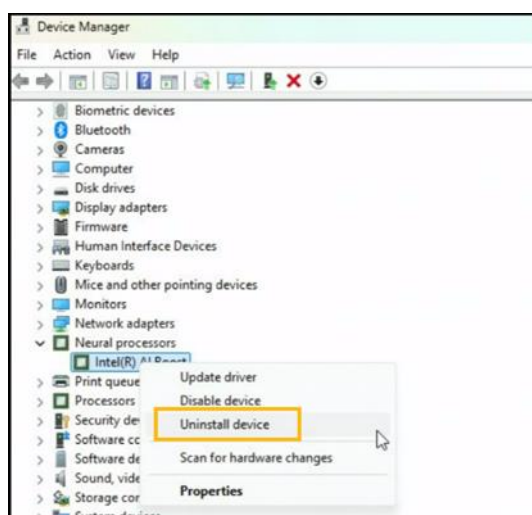 Device Manager
File Action View Help
Biometric devices
Bluetooth
Cameras
Computer
Disk drives
Display adapters
Firmware
Human Interface Devices
Keyboards
Mice and other pointing devices
Monitors
Network adapters
Neural processors
Intel(R) AI Boost
Print queue
Processors
Security de
Software co
Software de
Sound, vide
Storage cor
Update driver
Disable device
Uninstall device
Scan for hardware changes
Properties